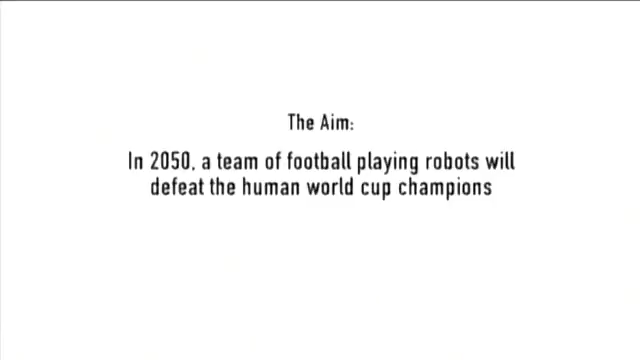 The Aim:
In 2050, a team of football playing robots will
defeat the human world cup champions